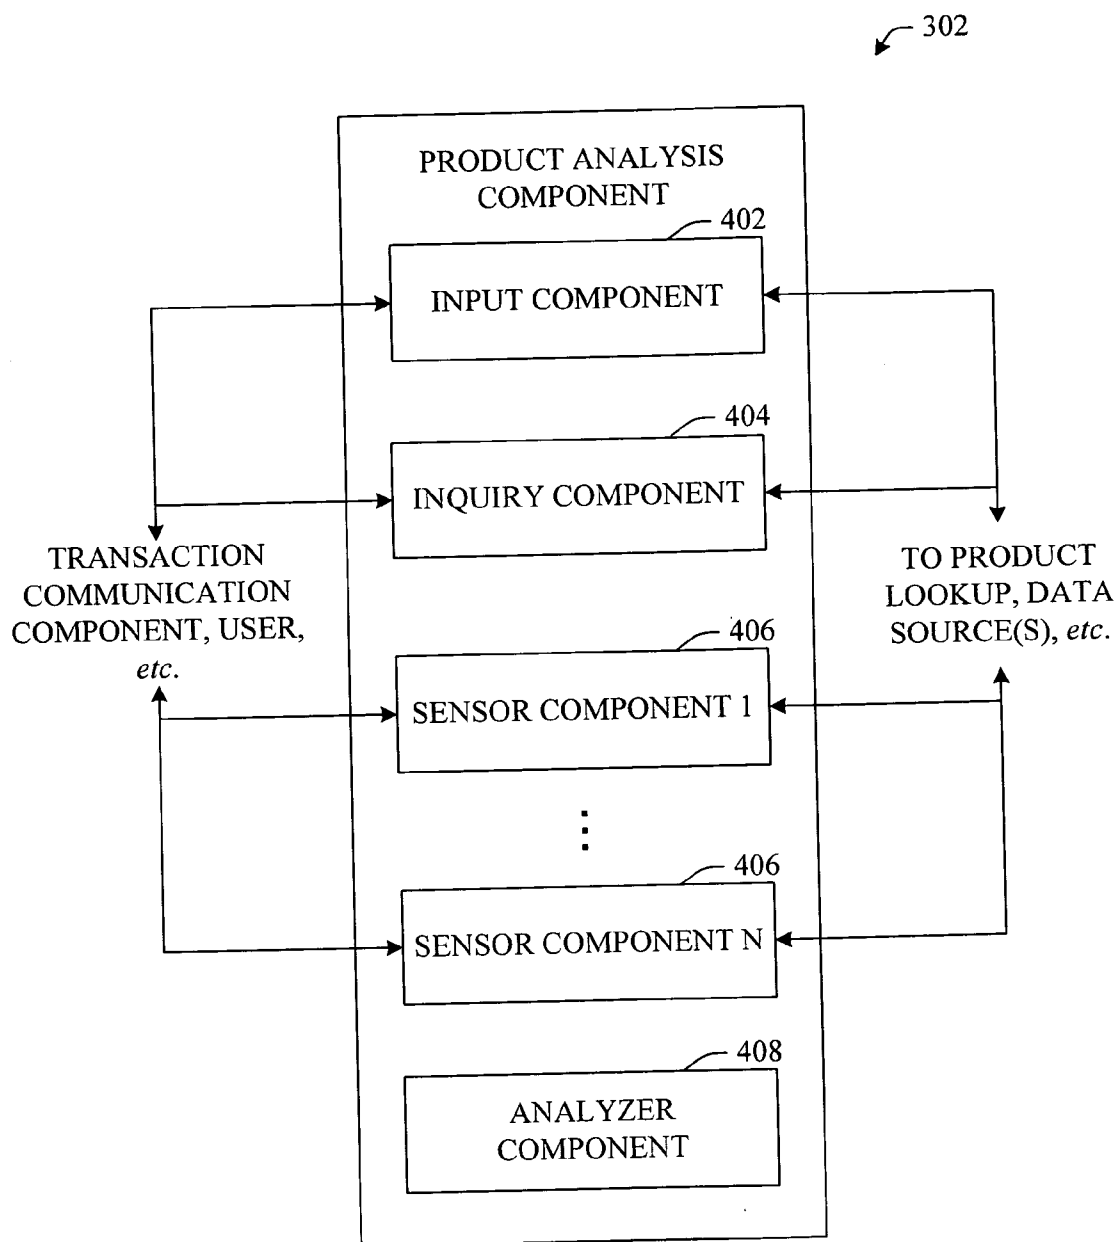 302
PRODUCT ANALYSIS
COMPONENT
402
INPUT COMPONENT
404
INQUIRY COMPONENT
TRANSACTION
COMMUNICATION
COMPONENT, USER,
etc.
TO PRODUCT
LOOKUP, DATA
SOURCE(S), etc.
406
SENSOR COMPONENT 1
406
SENSOR COMPONENT N
408
ANALYZER
COMPONENT